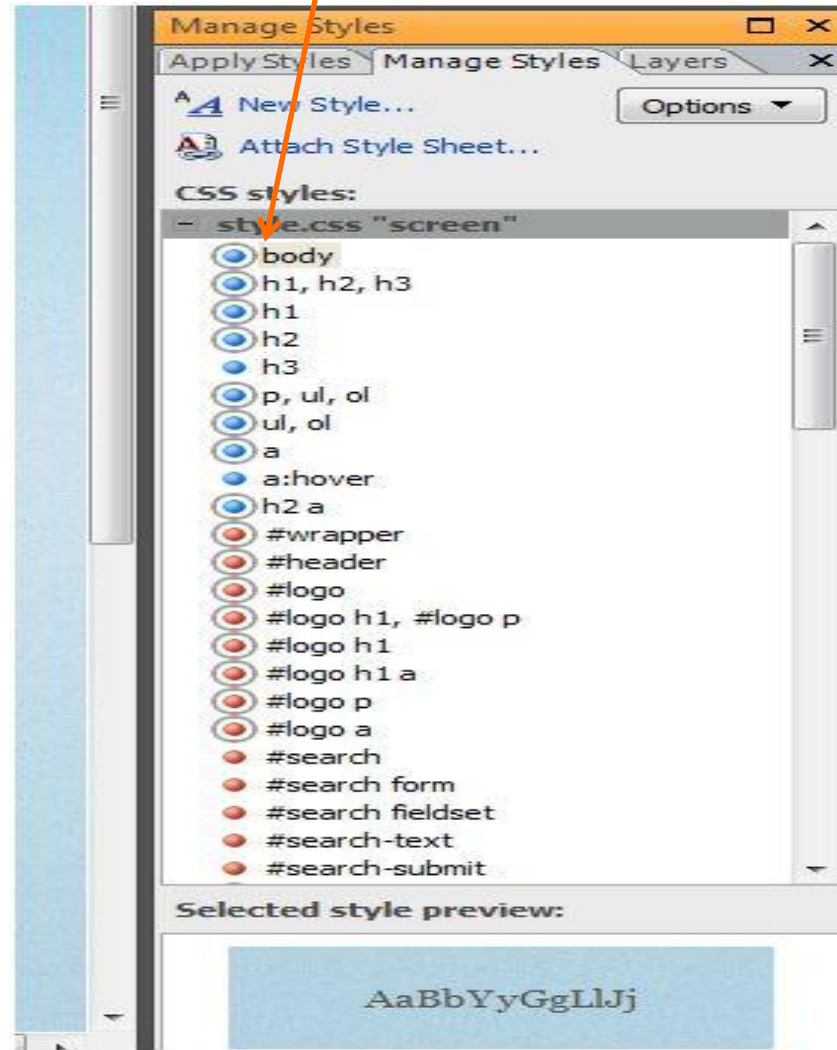 Manage Styles
Apply Styles Manage Styles Layers
New Style... Options
Attach Style Sheet...
CSS styles:
style.css "screen"
body
h1, h2, h3
h1
h2
h3
p, ul, ol
ul, ol
a
a:hover
h2 a
#wrapper
#header
#logo
#logo h1, #logo p
#logo h1
#logo h1 a
#logo p
#logo a
#search
#search form
#search fieldset
#search-text
#search-submit
Selected style preview:
AaBbYyGgLlJj